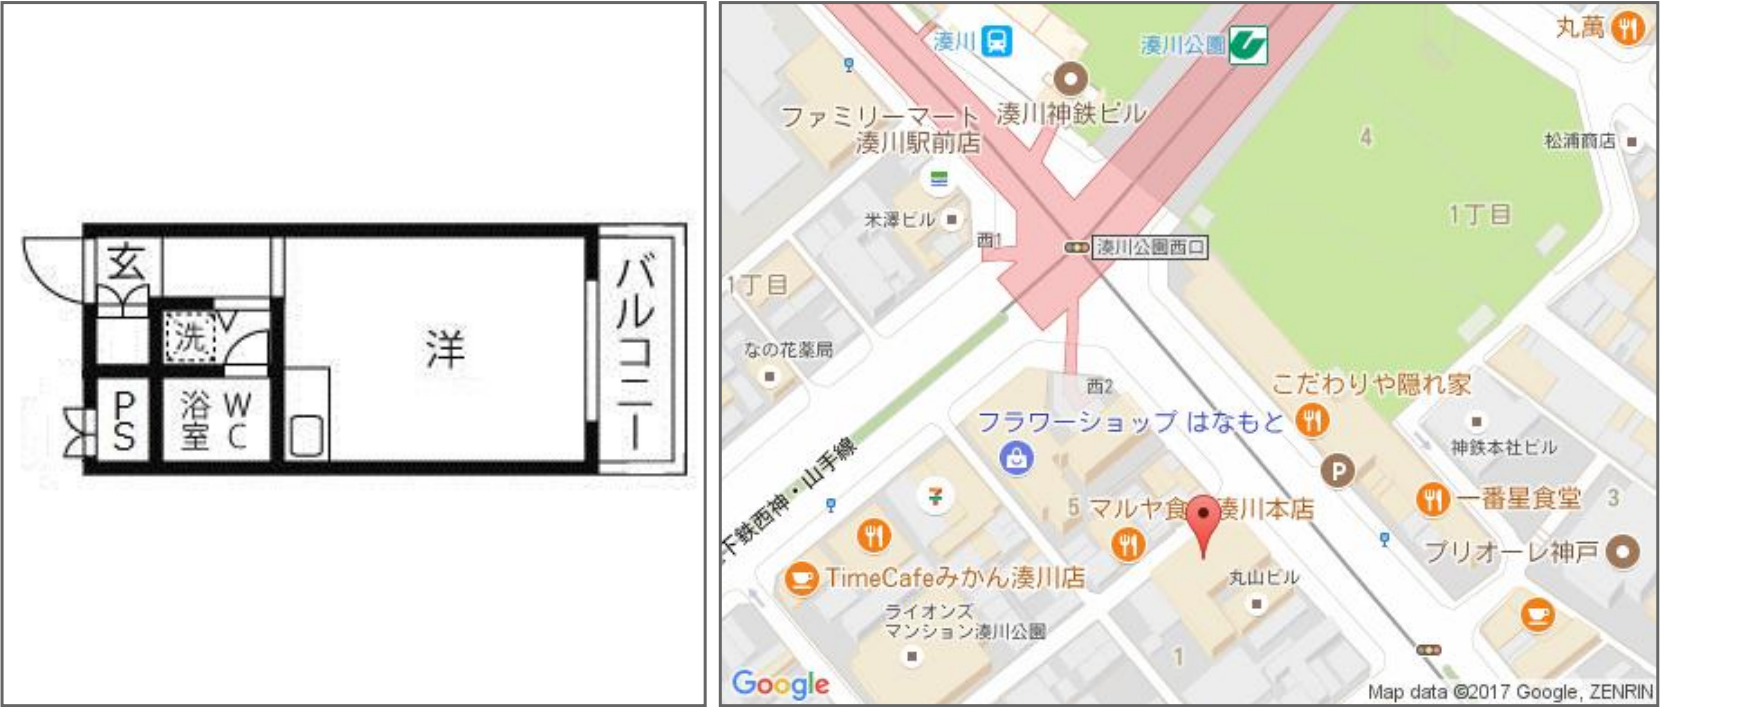 玄
洗
洋
バルコニー
PS
浴室
WC
湊川
湊川公園
丸萬
ファミリーマート
湊川駅前店
湊川神鉄ビル
4
松浦商店
米澤ビル
西1
湊川公園西口
1丁目
1丁目
なの花薬局
西2
こだわりや隠れ家
フラワーショップ はなもと
神鉄本社ビル
P
下鉄西神・山手線
7
5
マルヤ食
湊川本店
一番星食堂
3
プリオーレ神戸
TimeCafeみかん湊川店
丸山ビル
ライオンズ
マンション湊川公園
1
Google
Map data ©2017 Google, ZENRIN